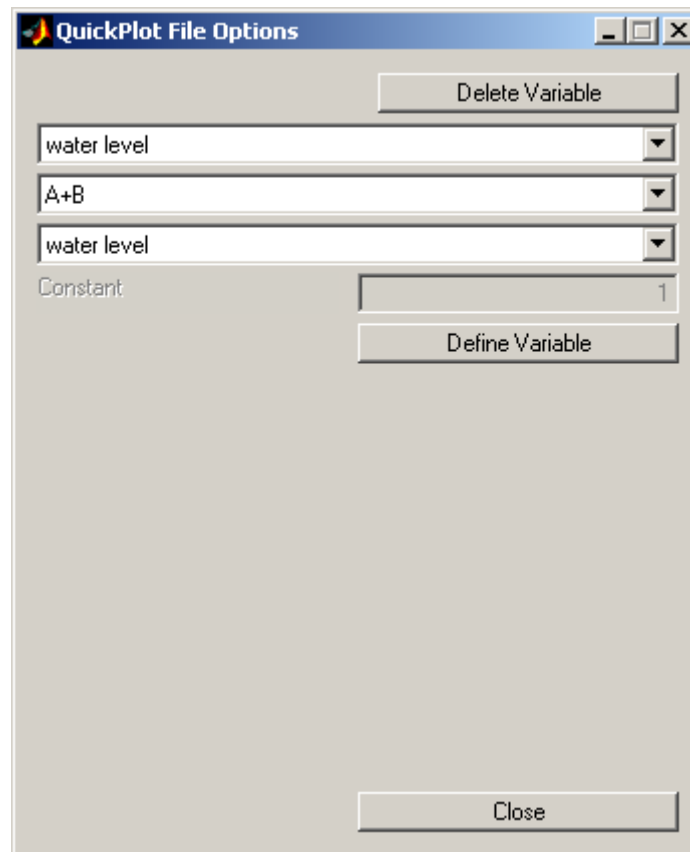 QuickPlot File Options
Delete Variable
water level
A+B
water level
Constant 1
Define Variable
Close